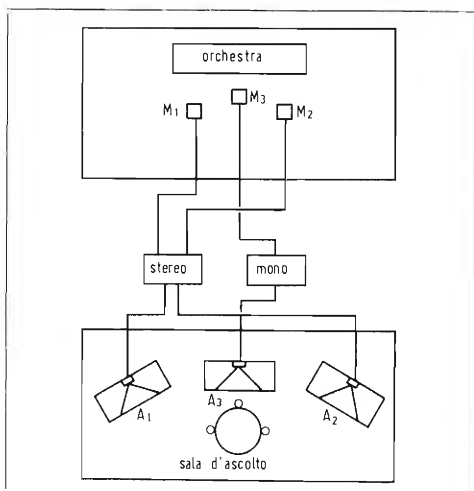 orchestra
M1 M3 M2
stereo mono
A1 A3 A2
sala d'ascolto